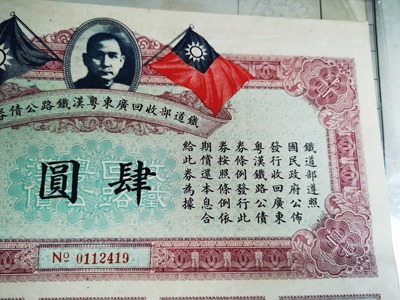 鐵道部收回廣東粵漢鐵路公債券
肆圓
鐵道部遵照
國民政府公佈
發行收回廣東
粵漢鐵路公債
券條例發行此
券按照條例依
期償還本息合
給此券為據
Nº 0112419